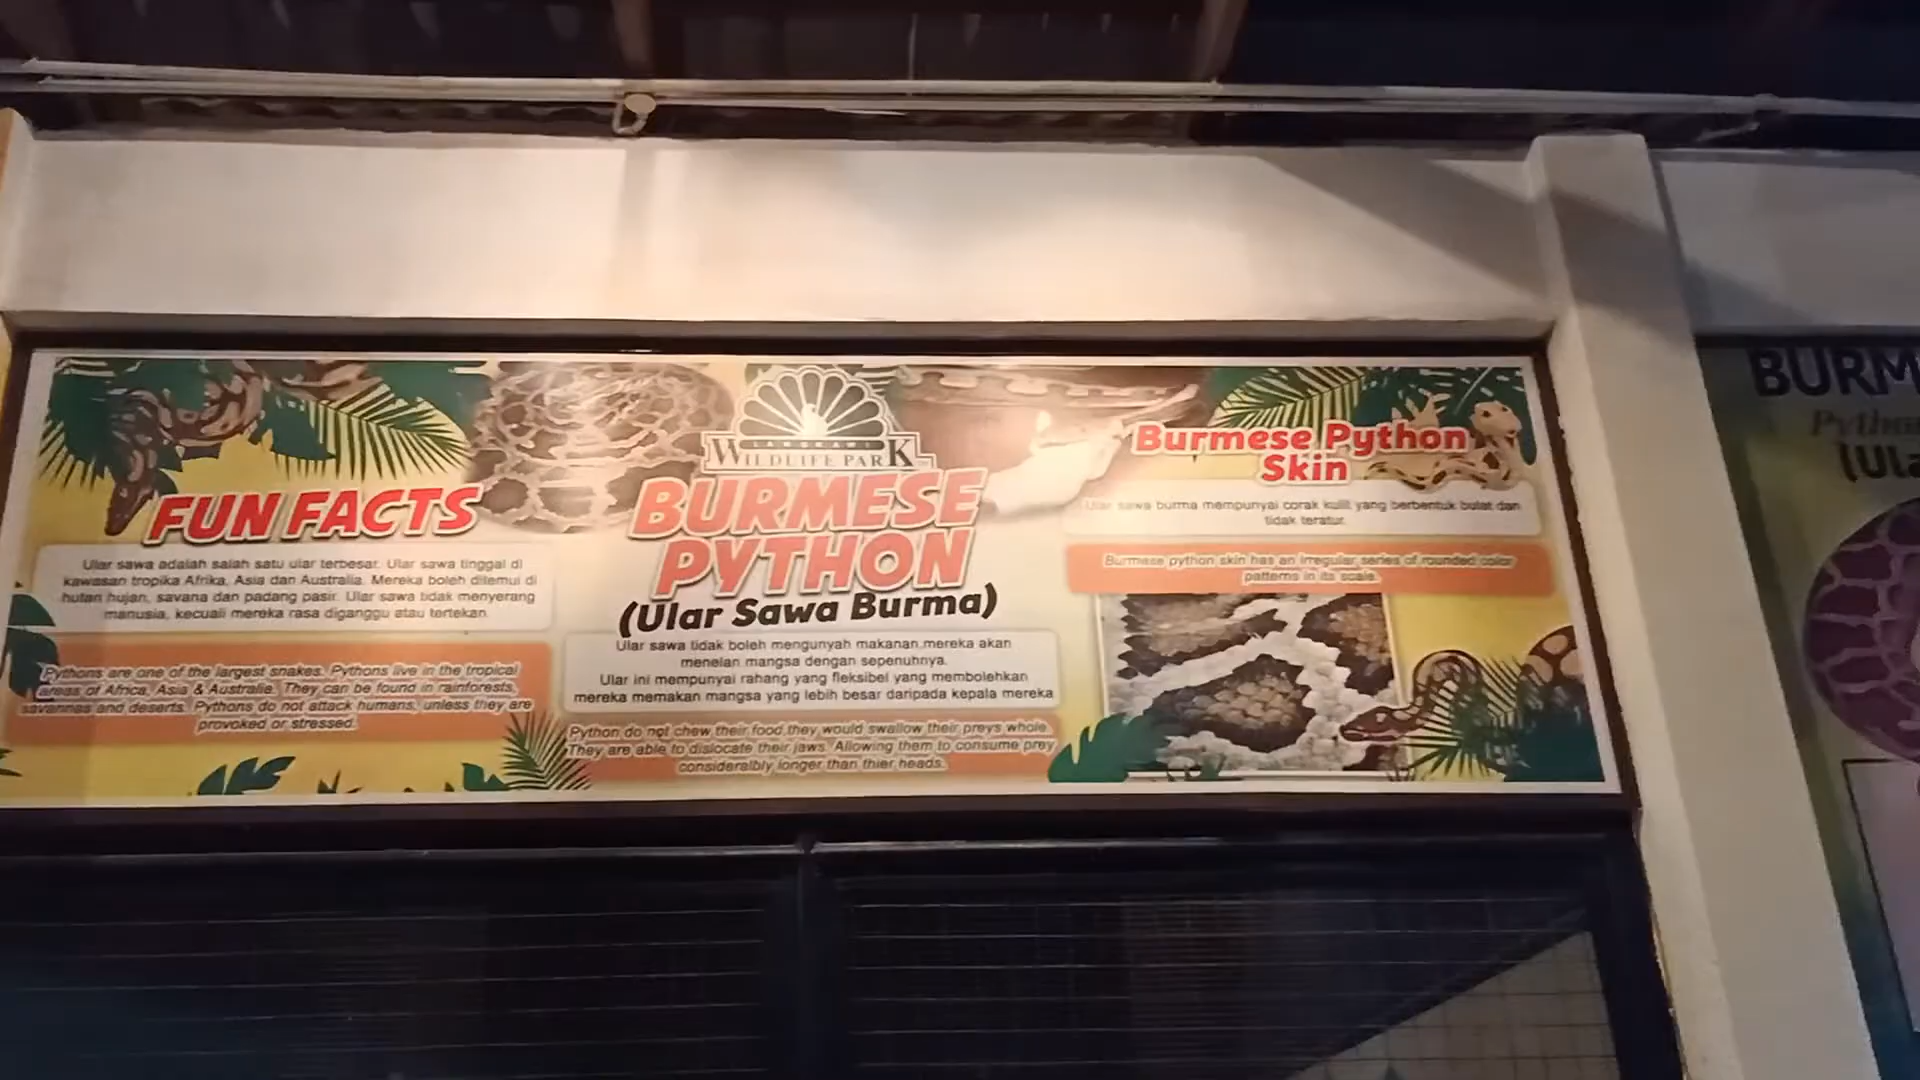 LANGKAWI
WILDLIFE PARK
FUN FACTS
Ular sawa adalah salah satu ular terbesar. Ular sawa tinggal di
kawasan tropika Afrika, Asia dan Australia. Mereka boleh ditemui di
hutan hujan, savana dan padang pasir. Ular sawa tidak menyerang
manusia, kecuali mereka rasa diganggu atau tertekan.
Pythons are one of the largest snakes. Pythons live in the tropical
areas of Africa, Asia & Australia. They can be found in rainforests,
savannas and deserts. Pythons do not attack humans, unless they are
provoked or stressed.
BURMESE
PYTHON
(Ular Sawa Burma)
Ular sawa tidak boleh mengunyah makanan,mereka akan
menelan mangsa dengan sepenuhnya.
Ular ini mempunyai rahang yang fleksibel yang membolehkan
mereka memakan mangsa yang lebih besar daripada kepala mereka
Python do not chew their food,they would swallow their preys whole.
They are able to dislocate their jaws. Allowing them to consume prey
consideralbly longer than thier heads.
Burmese Python
Skin
Ular sawa burma mempunyai corak kulit yang berbentuk bulat dan
tidak teratur.
Burmese python skin has an irregular series of rounded color
patterns in its scale.
BURM
Pytho
(Ula